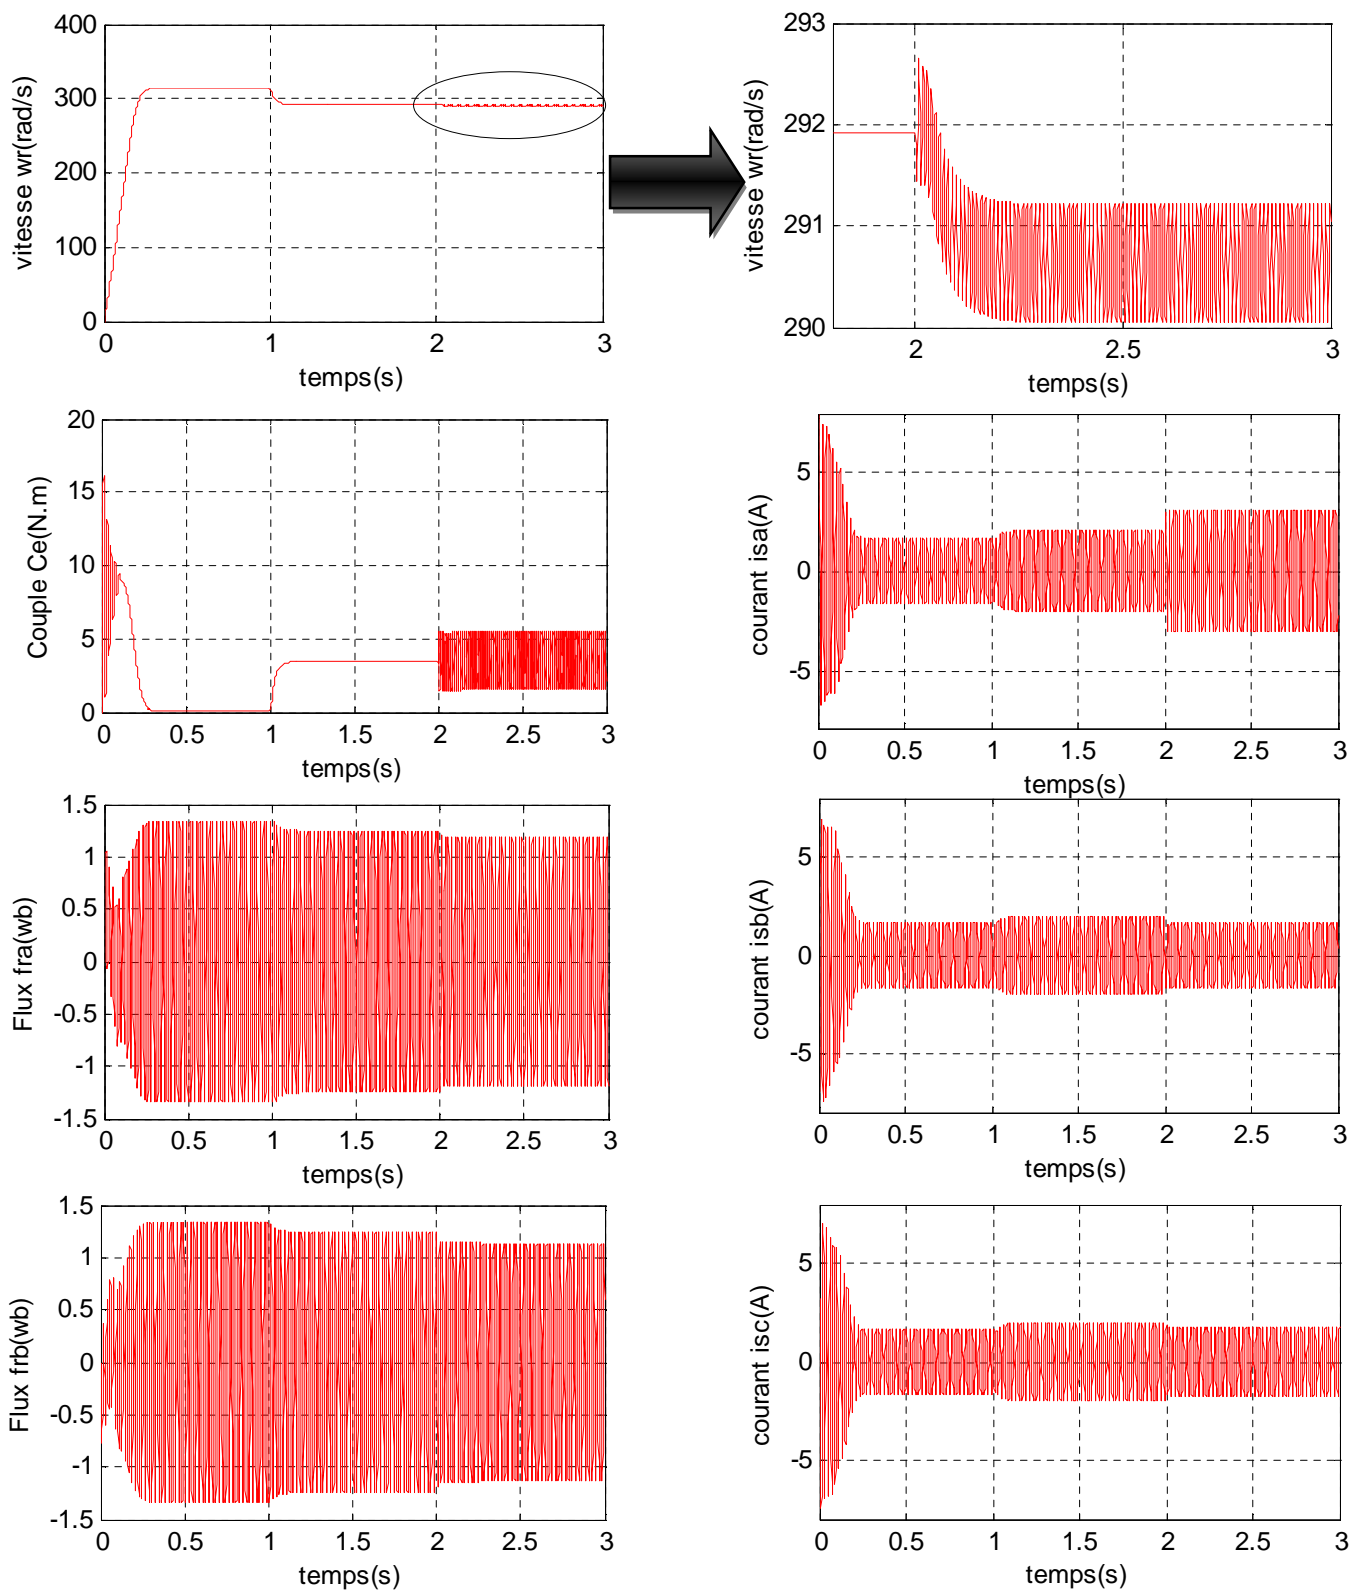 400
300
200
100
0
0 1 2 3
vitesse wr(rad/s)
temps(s)
293
292
291
290
2 2.5 3
vitesse wr(rad/s)
temps(s)
20
15
10
5
0
0 0.5 1 1.5 2 2.5 3
Couple Ce(N.m)
temps(s)
5
0
-5
0 0.5 1 1.5 2 2.5 3
courant isa(A)
temps(s)
1.5
1
0.5
0
-0.5
-1
-1.5
0 0.5 1 1.5 2 2.5 3
Flux fra(wb)
temps(s)
5
0
-5
0 0.5 1 1.5 2 2.5 3
courant isb(A)
temps(s)
1.5
1
0.5
0
-0.5
-1
-1.5
0 0.5 1 1.5 2 2.5 3
Flux frb(wb)
temps(s)
5
0
-5
0 0.5 1 1.5 2 2.5 3
courant isc(A)
temps(s)